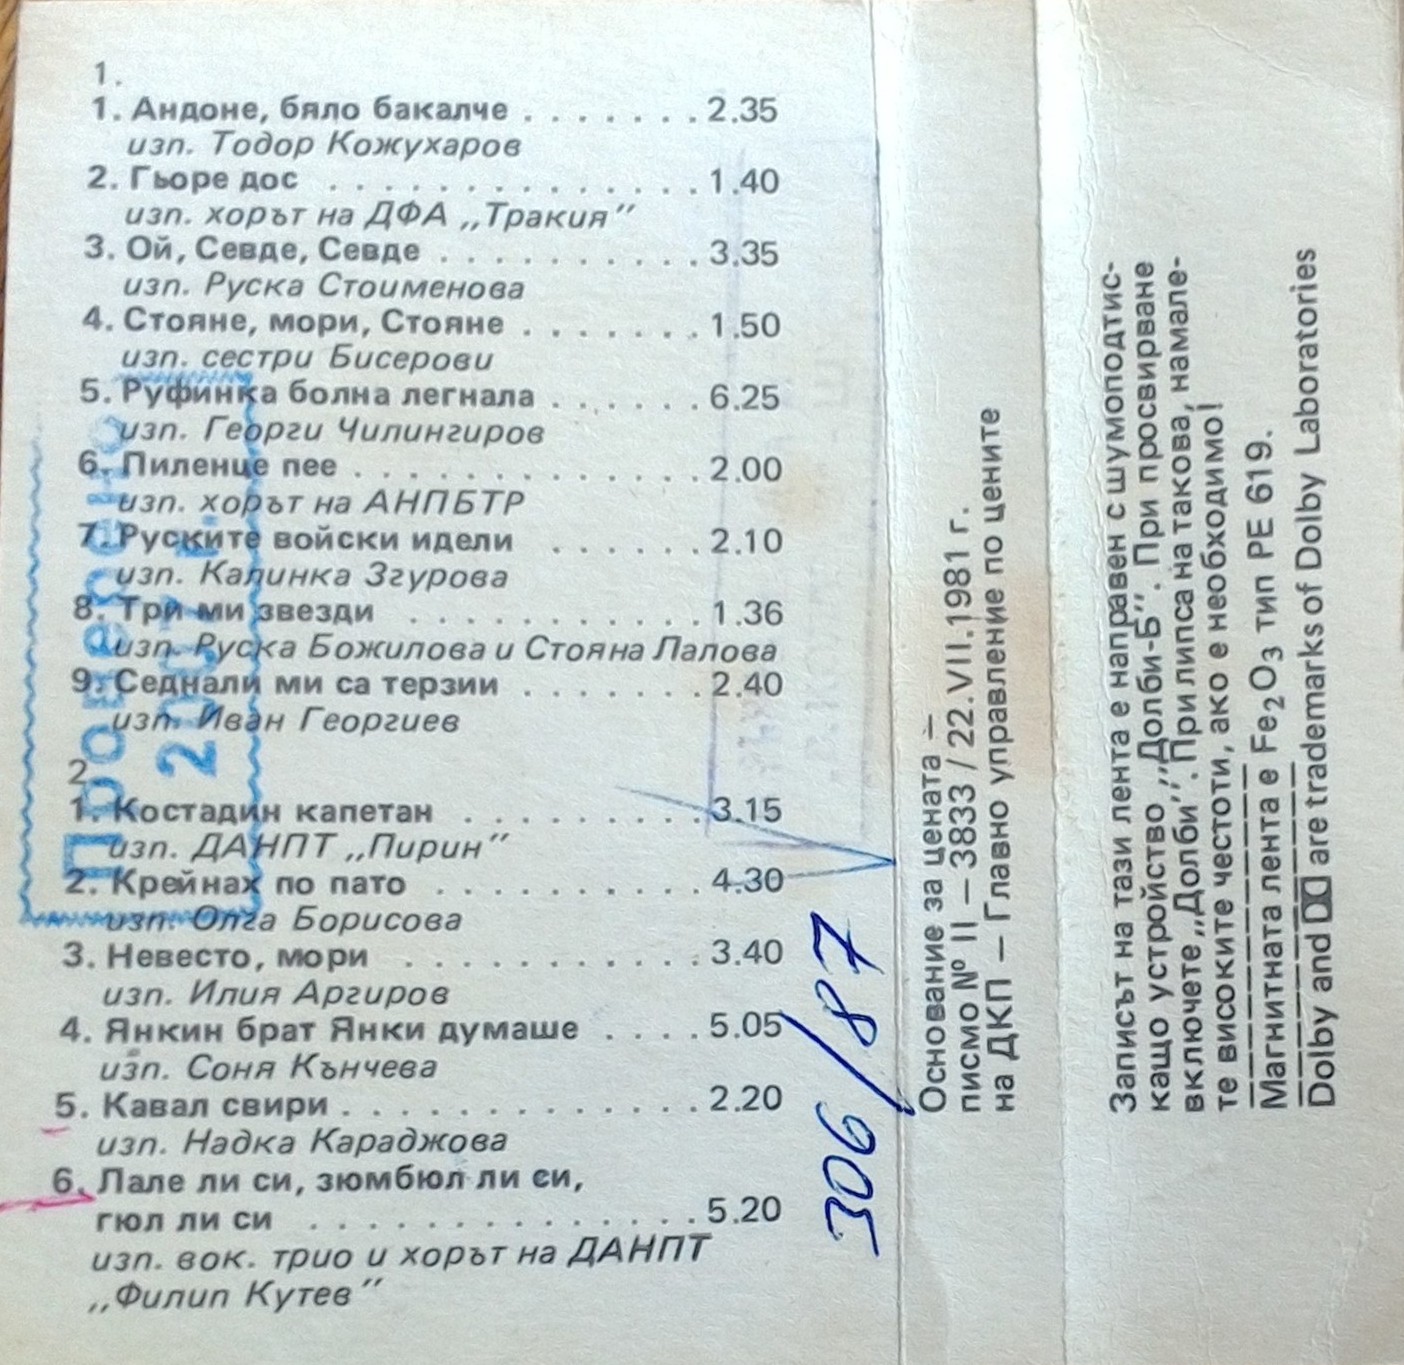 1.
1. Андоне, бяло бакалче . . . . . . . 2.35
изп. Тодор Кожухаров
2. Гьоре дос . . . . . . . . . . . . . . 1.40
изп. хорът на ДФА „Тракия”
3. Ой, Севде, Севде . . . . . . . . . . 3.35
изп. Руска Стоименова
4. Стояне, мори, Стояне . . . . . . . 1.50
изп. сестри Бисерови
5. Руфинка болна легнала . . . . . . 6.25
изп. Георги Чилингиров
6. Пиленце пее . . . . . . . . . . . . . 2.00
изп. хорът на АНПБТР
7. Руските войски идели . . . . . . 2.10
изп. Калинка Згурова
8. Три ми звезди . . . . . . . . . . . 1.36
изп. Руска Божилова и Стояна Лалова
9. Седнали ми са терзии . . . . . . . 2.40
изп. Иван Георгиев
2.
1. Костадин капетан . . . . . . . . . 3.15
изп. ДАНПТ „Пирин”
2. Крейнах по пато . . . . . . . . . . 4.30
изп. Олга Борисова
3. Невесто, мори . . . . . . . . . . . 3.40
изп. Илия Аргиров
4. Янкин брат Янки думаше . . . . 5.05
изп. Соня Кънчева
5. Кавал свири . . . . . . . . . . . . . 2.20
изп. Надка Караджова
6. Лале ли си, зюмбюл ли си,
гюл ли си . . . . . . . . . . . . . . 5.20
изп. вок. трио и хорът на ДАНПТ
„Филип Кутев”
Проверено
306/87
Основание за цената –
писмо № II – 3833 / 22.VII.1981 г.
на ДКП – Главно управление по цените
Записът на тази лента е направен с шумоподтис-
кащо устройство „Долби-Б”. При просвирване
включете „Долби”. При липса на такова, намале-
те високите честоти, ако е необходимо!
Магнитната лента е Fe2O3 тип PE 619.
Dolby and are trademarks of Dolby Laboratories